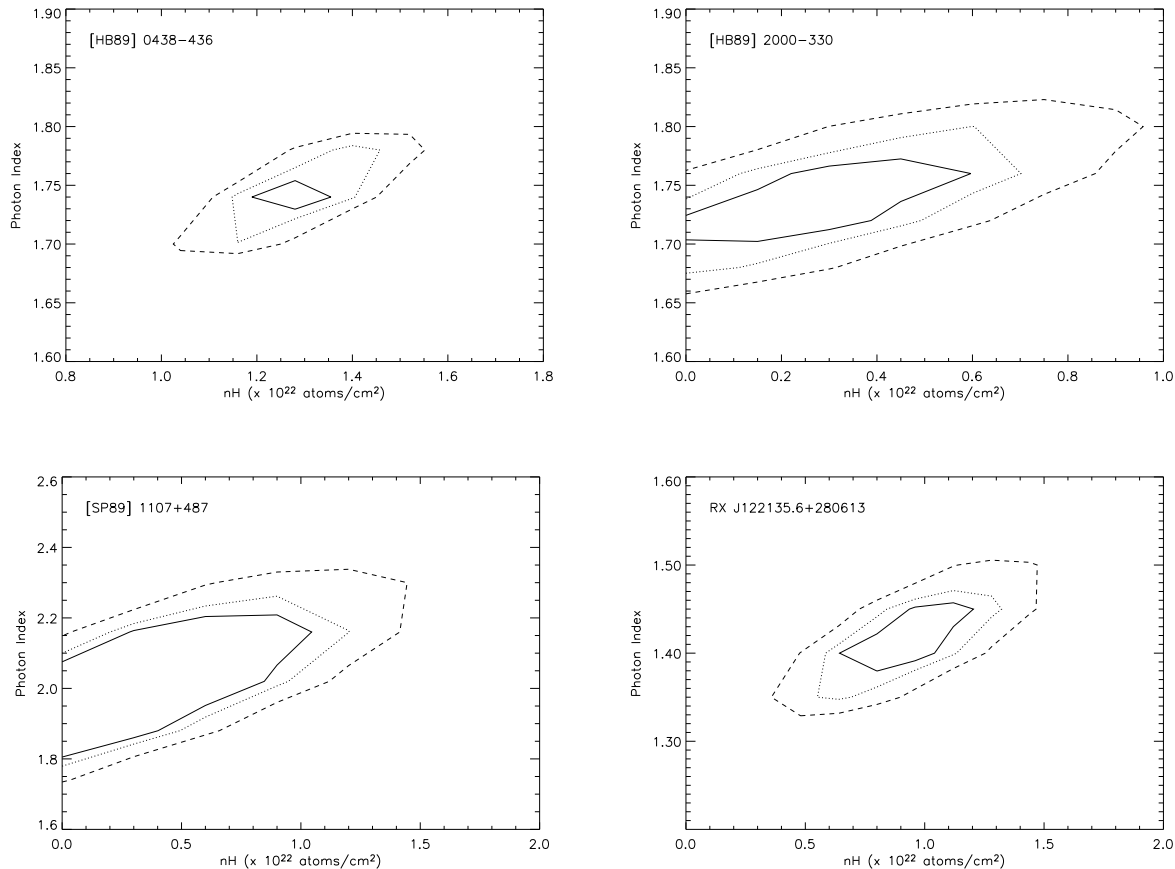 [HB89] 0438−436
Photon Index
1.90
1.85
1.80
1.75
1.70
1.65
1.60
0.8 1.0 1.2 1.4 1.6 1.8
nH (x 10²² atoms/cm²)
[HB89] 2000−330
Photon Index
1.90
1.85
1.80
1.75
1.70
1.65
1.60
0.0 0.2 0.4 0.6 0.8 1.0
nH (x 10²² atoms/cm²)
[SP89] 1107+487
Photon Index
2.6
2.4
2.2
2.0
1.8
1.6
0.0 0.5 1.0 1.5 2.0
nH (x 10²² atoms/cm²)
RX J122135.6+280613
Photon Index
1.60
1.50
1.40
1.30
0.0 0.5 1.0 1.5 2.0
nH (x 10²² atoms/cm²)